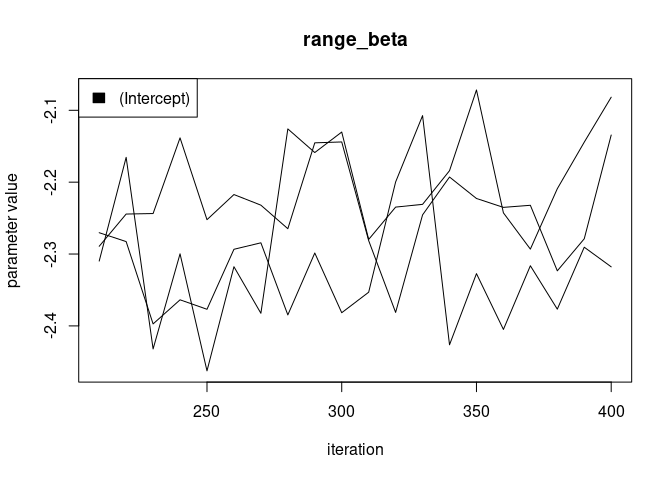 range_beta
(Intercept)
parameter value
-2.1
-2.2
-2.3
-2.4
250
300
350
400
iteration